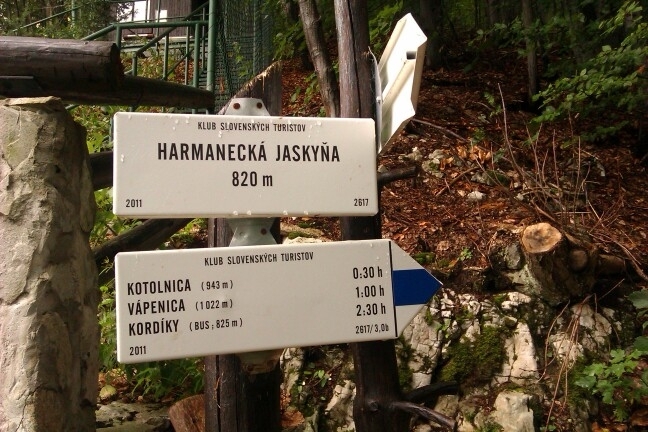 KLUB SLOVENSKÝCH TURISTOV
HARMANECKÁ JASKYŇA
820 m
2011 2617
KLUB SLOVENSKÝCH TURISTOV
KOTOLNICA (943 m) 0:30 h
VÁPENICA (1022 m) 1:00 h
KORDÍKY (BUS; 825 m) 2:30 h
2011 2617/3,0b